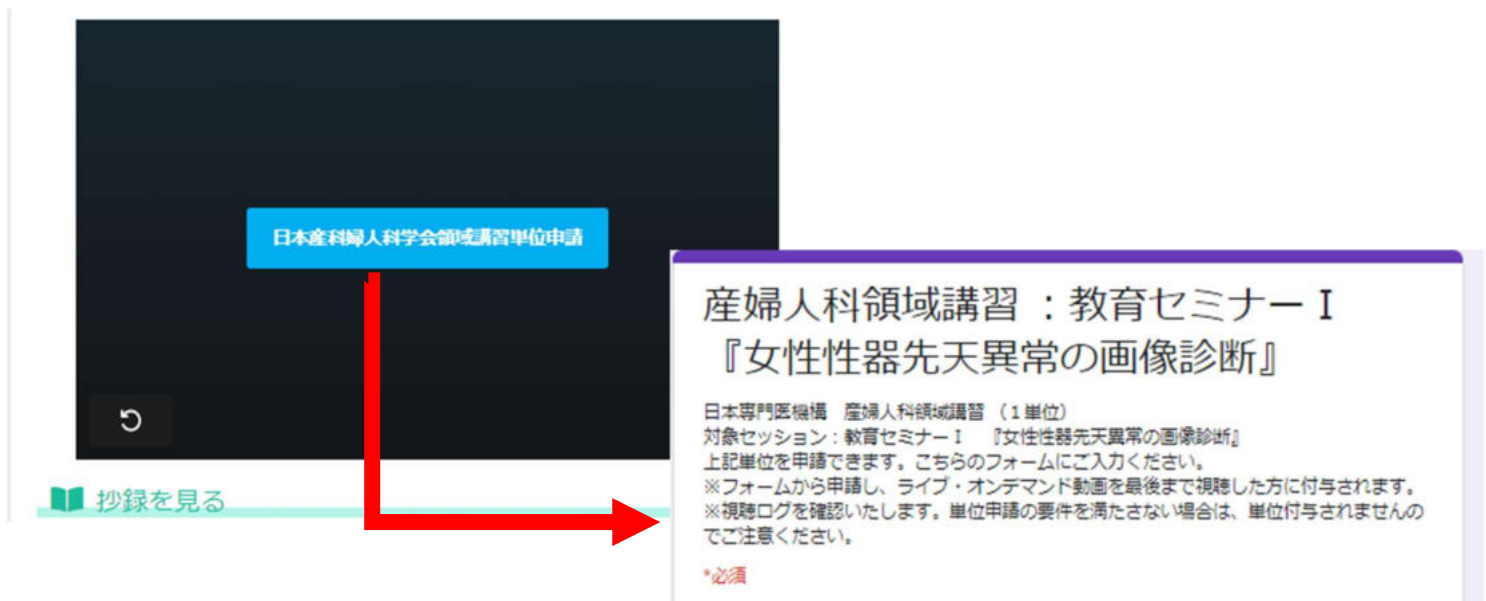 日本産科婦人科学会領域講習単位申請
抄録を見る
産婦人科領域講習 ：教育セミナー I
『女性性器先天異常の画像診断』
日本専門医機構　産婦人科領域講習 （１単位）
対象セッション：教育セミナー I　『女性性器先天異常の画像診断』
上記単位を申請できます。こちらのフォームにご入力ください。
※フォームから申請し、ライブ・オンデマンド動画を最後まで視聴した方に付与されます。
※視聴ログを確認いたします。単位申請の要件を満たさない場合は、単位付与されませんの
でご注意ください。
*必須